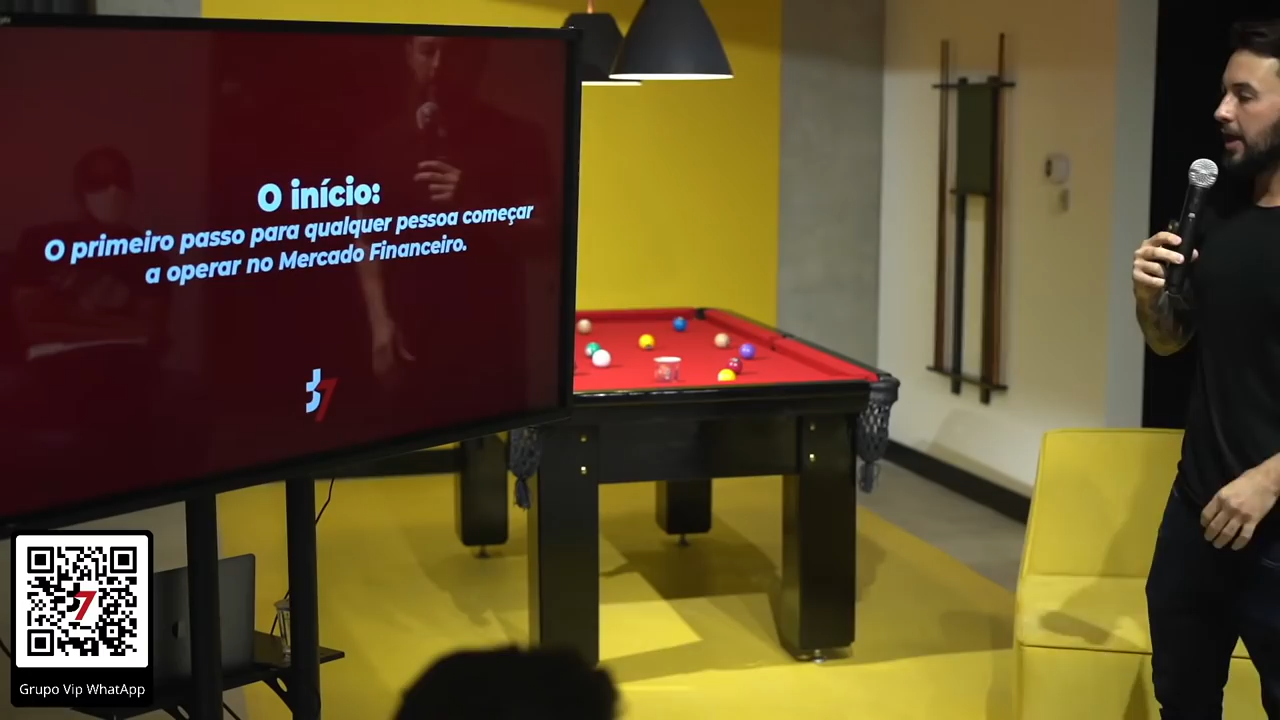 O início:
O primeiro passo para qualquer pessoa começar
a operar no Mercado Financeiro.
Grupo Vip WhatApp